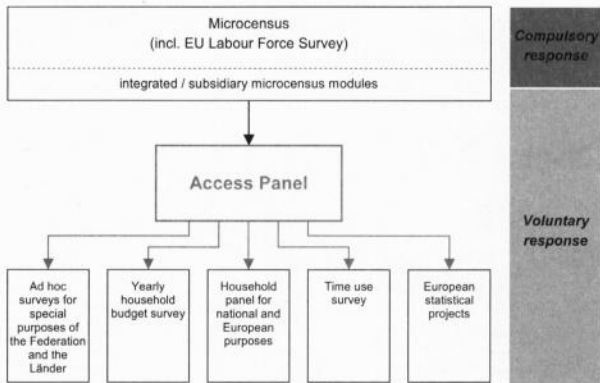 Microcensus
(incl. EU Labour Force Survey)
integrated / subsidiary microcensus modules
Compulsory
response
Access Panel
Voluntary
response
Ad hoc
surveys for
special
purposes of
the Federation
and the
Länder
Yearly
household
budget survey
Household
panel for
national and
European
purposes
Time use
survey
European
statistical
projects